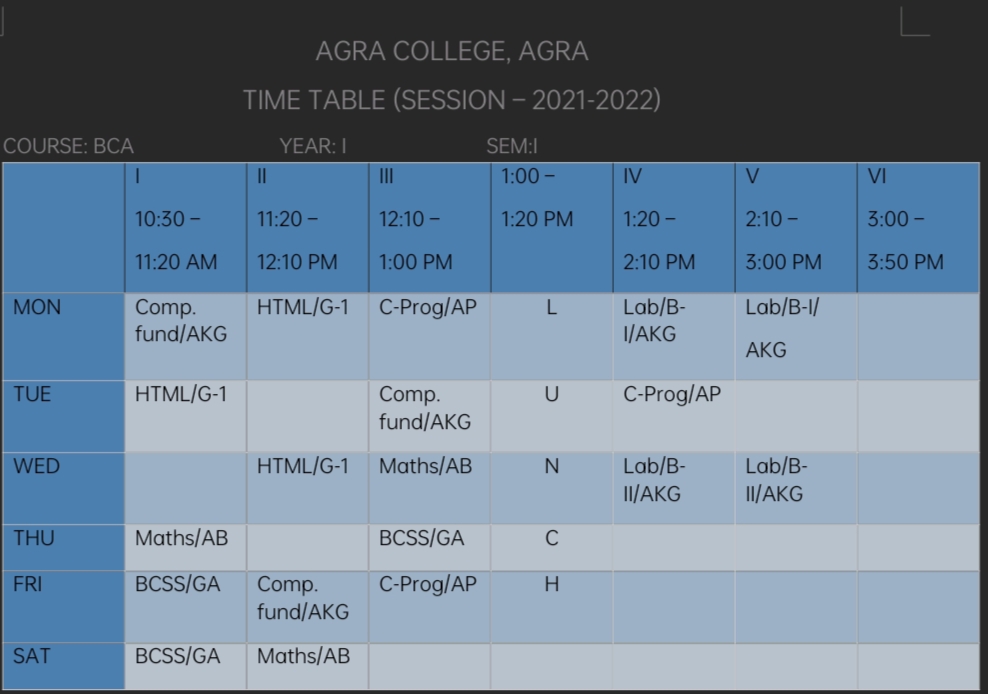 AGRA COLLEGE, AGRA
TIME TABLE (SESSION – 2021-2022)
COURSE: BCA YEAR: I SEM:I
I II III 1:00 – IV V VI
10:30 – 11:20 – 12:10 – 1:20 PM 1:20 – 2:10 – 3:00 –
11:20 AM 12:10 PM 1:00 PM 2:10 PM 3:00 PM 3:50 PM
MON Comp. HTML/G-1 C-Prog/AP L Lab/B- Lab/B-I/
fund/AKG I/AKG
AKG
TUE HTML/G-1 Comp. U C-Prog/AP
fund/AKG
WED HTML/G-1 Maths/AB N Lab/B- Lab/B-
II/AKG II/AKG
THU Maths/AB BCSS/GA C
FRI BCSS/GA Comp. C-Prog/AP H
fund/AKG
SAT BCSS/GA Maths/AB